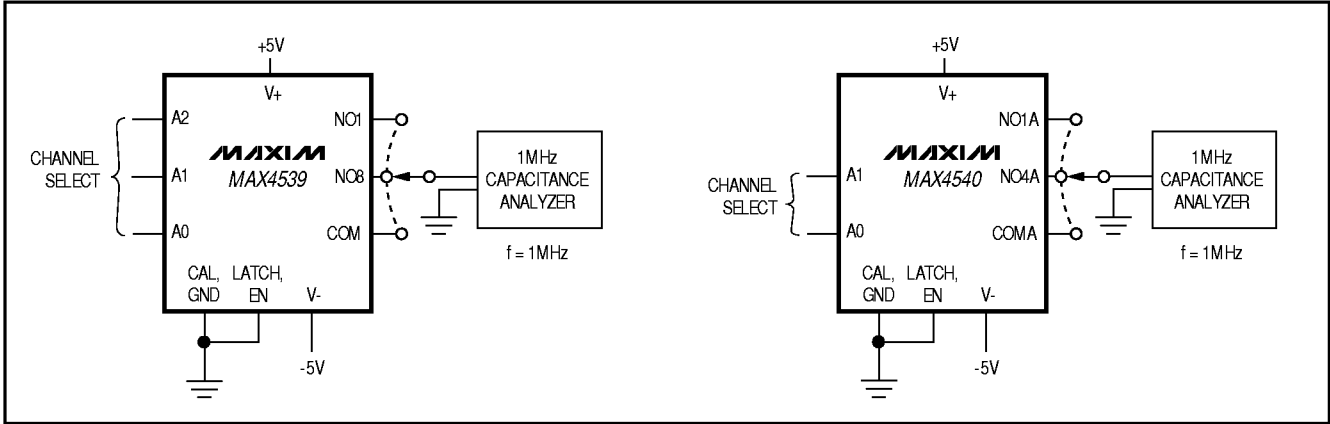 +5V
V+
A2
NO1
CHANNEL
SELECT
MAXIM
MAX4539
A1
NO8
1MHz
CAPACITANCE
ANALYZER
A0
COM
f = 1MHz
CAL,
GND
LATCH,
EN
V-
-5V
+5V
V+
NO1A
CHANNEL
SELECT
MAXIM
MAX4540
A1
NO4A
1MHz
CAPACITANCE
ANALYZER
A0
COMA
f = 1MHz
CAL,
GND
LATCH,
EN
V-
-5V